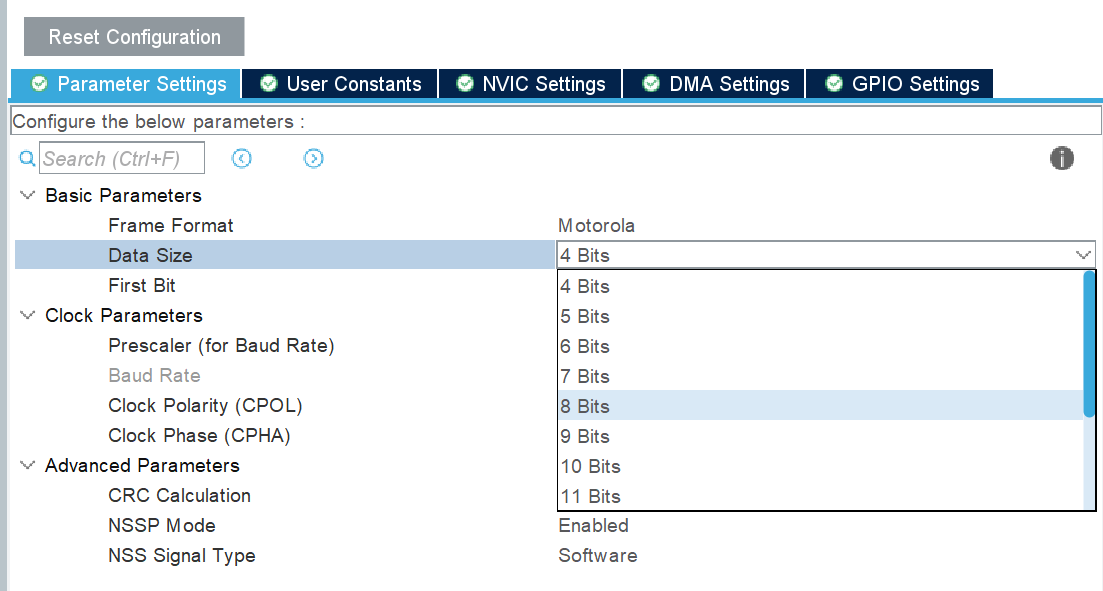 Reset Configuration
Parameter Settings User Constants NVIC Settings DMA Settings GPIO Settings
Configure the below parameters :
Search (Ctrl+F)
Basic Parameters
Frame Format Motorola
Data Size 4 Bits
First Bit 4 Bits
Clock Parameters 5 Bits
Prescaler (for Baud Rate) 6 Bits
Baud Rate 7 Bits
Clock Polarity (CPOL) 8 Bits
Clock Phase (CPHA) 9 Bits
Advanced Parameters 10 Bits
CRC Calculation 11 Bits
NSSP Mode Enabled
NSS Signal Type Software